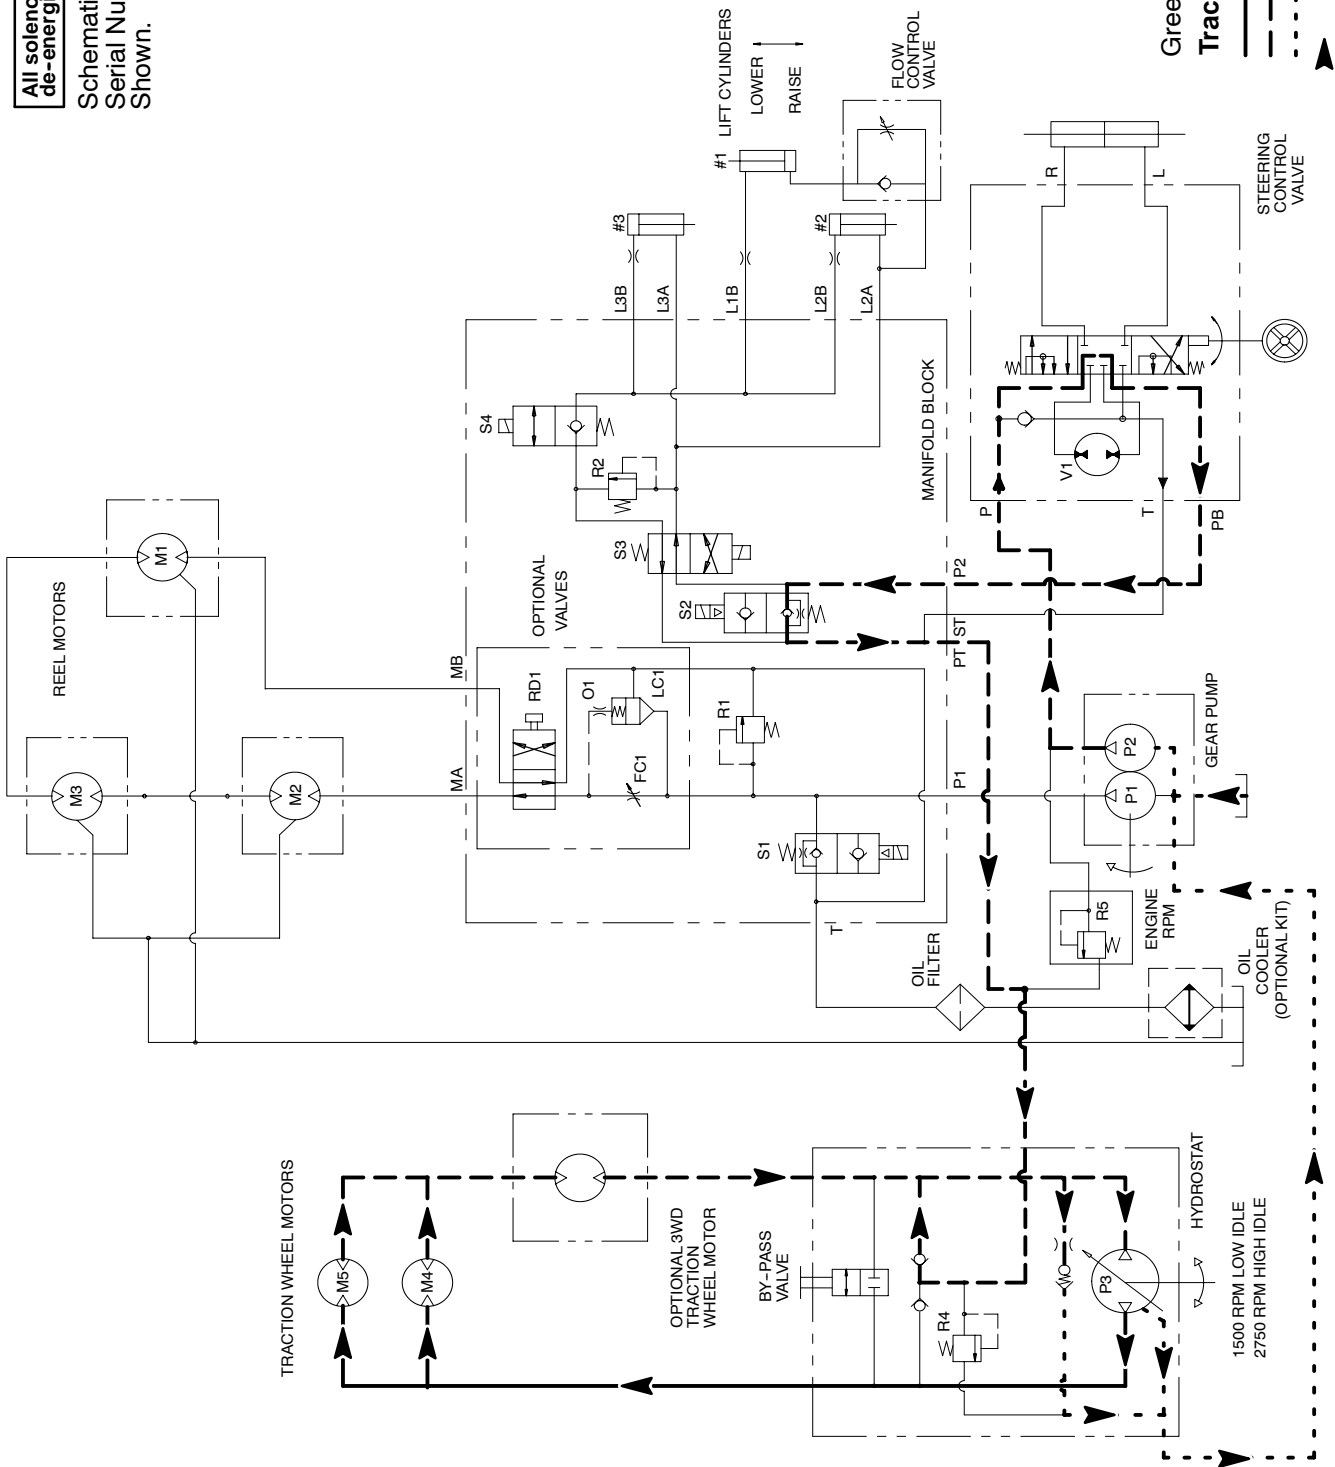 All solenoid
de-energi
Schemati
Serial Nu
Shown.
Gree
Trac
LIFT CYLINDERS
LOWER
RAISE
FLOW
CONTROL
VALVE
#1
#3
#2
L3B
L3A
L1B
L2B
L2A
R
L
STEERING
CONTROL
VALVE
S4
R2
S3
S2
MANIFOLD BLOCK
V1
P
T
PB
P2
ST
PT
REEL MOTORS
M1
M3
M2
MB
MA
OPTIONAL
VALVES
RD1
O1
LC1
FC1
R1
P1
S1
T
P2
P1
GEAR PUMP
R5
ENGINE
RPM
OIL
FILTER
OIL
COOLER
(OPTIONAL KIT)
TRACTION WHEEL MOTORS
M5
M4
OPTIONAL 3WD
TRACTION
WHEEL MOTOR
BY-PASS
VALVE
R4
P3
HYDROSTAT
1500 RPM LOW IDLE
2750 RPM HIGH IDLE